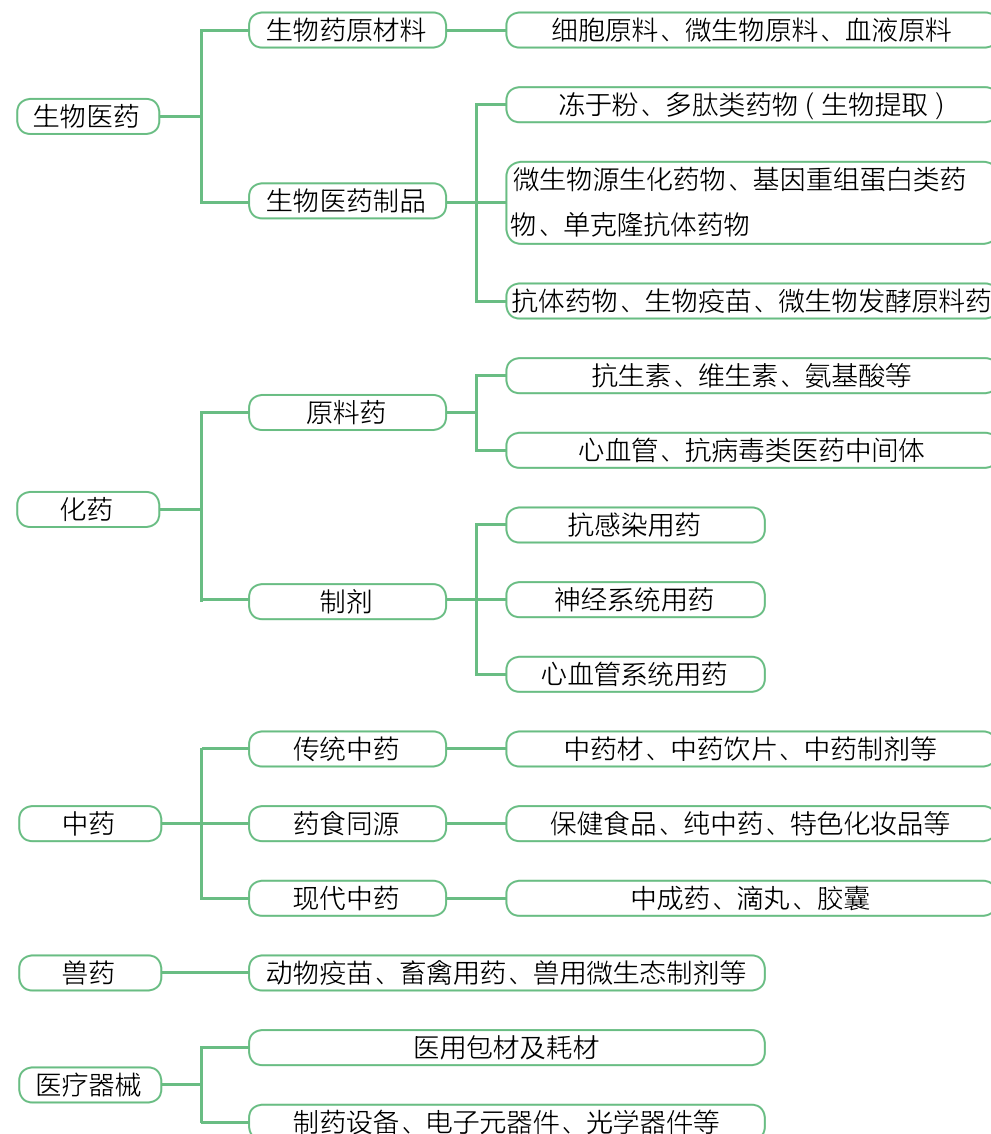 生物医药
生物药原材料
细胞原料、微生物原料、血液原料
生物医药制品
冻于粉、多肽类药物(生物提取)
微生物源生化药物、基因重组蛋白类药
物、单克隆抗体药物
抗体药物、生物疫苗、微生物发酵原料药
化药
原料药
抗生素、维生素、氨基酸等
心血管、抗病毒类医药中间体
制剂
抗感染用药
神经系统用药
心血管系统用药
中药
传统中药
中药材、中药饮片、中药制剂等
药食同源
保健食品、纯中药、特色化妆品等
现代中药
中成药、滴丸、胶囊
兽药
动物疫苗、畜禽用药、兽用微生态制剂等
医疗器械
医用包材及耗材
制药设备、电子元器件、光学器件等